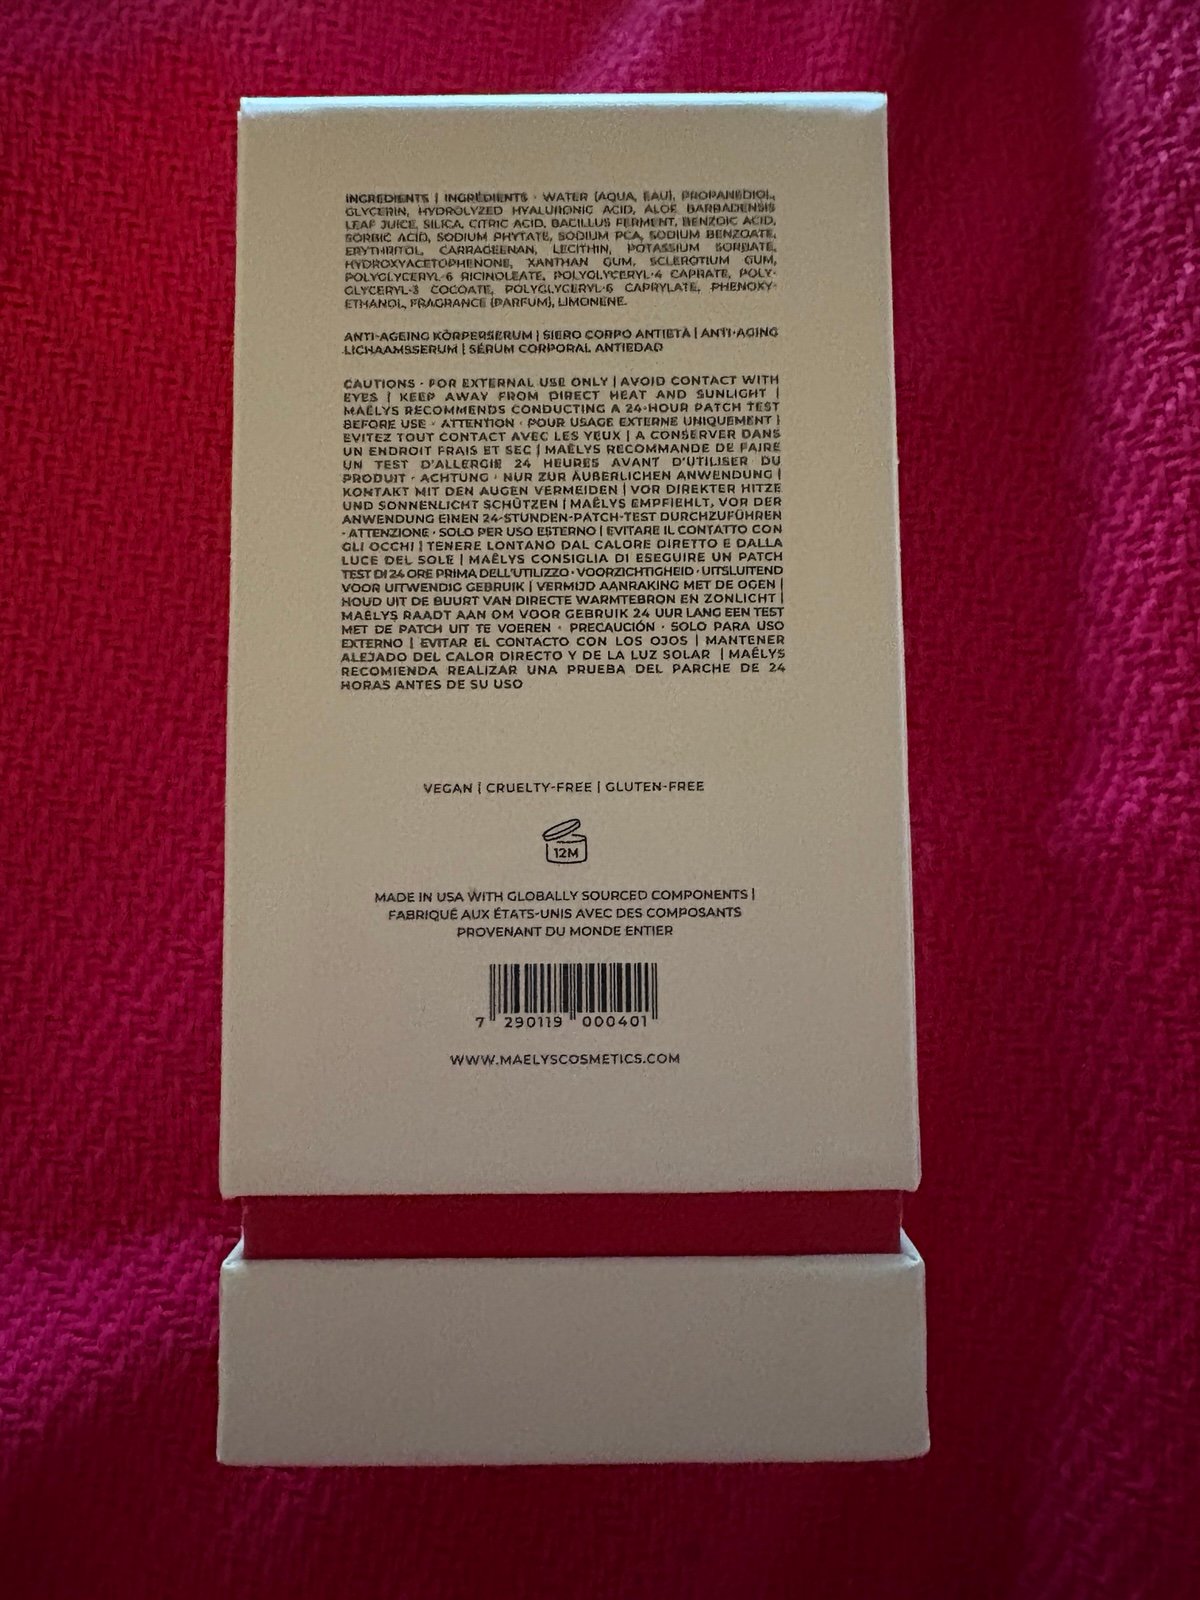 INGREDIENTS | INGRÉDIENTS · WATER (AQUA, EAU), PROPANEDIOL,
GLYCERIN, HYDROLYZED HYALURONIC ACID, ALOE BARBADENSIS
LEAF JUICE, SILICA, CITRIC ACID, BACILLUS FERMENT, BENZOIC ACID,
SORBIC ACID, SODIUM PHYTATE, SODIUM PCA, SODIUM BENZOATE,
ERYTHRITOL, CARRAGEENAN, LECITHIN, POTASSIUM SORBATE,
HYDROXYACETOPHENONE, XANTHAN GUM, SCLEROTIUM GUM,
POLYGLYCERYL-6 RICINOLEATE, POLYGLYCERYL-4 CAPRATE, POLY-
GLYCERYL-3 COCOATE, POLYGLYCERYL-6 CAPRYLATE, PHENOXY-
ETHANOL, FRAGRANCE (PARFUM), LIMONENE.
ANTI-AGEING KÖRPERSERUM | SIERO CORPO ANTIETÀ | ANTI-AGING
LICHAAMSSERUM | SÉRUM CORPORAL ANTIEDAD
CAUTIONS · FOR EXTERNAL USE ONLY | AVOID CONTACT WITH
EYES | KEEP AWAY FROM DIRECT HEAT AND SUNLIGHT |
MAËLYS RECOMMENDS CONDUCTING A 24-HOUR PATCH TEST
BEFORE USE · ATTENTION · POUR USAGE EXTERNE UNIQUEMENT |
EVITEZ TOUT CONTACT AVEC LES YEUX | A CONSERVER DANS
UN ENDROIT FRAIS ET SEC | MAËLYS RECOMMANDE DE FAIRE
UN TEST D'ALLERGIE 24 HEURES AVANT D'UTILISER DU
PRODUIT · ACHTUNG · NUR ZUR ÄUßERLICHEN ANWENDUNG |
KONTAKT MIT DEN AUGEN VERMEIDEN | VOR DIREKTER HITZE
UND SONNENLICHT SCHÜTZEN | MAËLYS EMPFIEHLT, VOR DER
ANWENDUNG EINEN 24-STUNDEN-PATCH-TEST DURCHZUFÜHREN
· ATTENZIONE · SOLO PER USO ESTERNO | EVITARE IL CONTATTO CON
GLI OCCHI | TENERE LONTANO DAL CALORE DIRETTO E DALLA
LUCE DEL SOLE | MAËLYS CONSIGLIA DI ESEGUIRE UN PATCH
TEST DI 24 ORE PRIMA DELL'UTILIZZO · VOORZICHTIGHEID · UITSLUITEND
VOOR UITWENDIG GEBRUIK | VERMIJD AANRAKING MET DE OGEN |
HOUD UIT DE BUURT VAN DIRECTE WARMTEBRON EN ZONLICHT |
MAËLYS RAADT AAN OM VOOR GEBRUIK 24 UUR LANG EEN TEST
MET DE PATCH UIT TE VOEREN · PRECAUCIÓN · SOLO PARA USO
EXTERNO | EVITAR EL CONTACTO CON LOS OJOS | MANTENER
ALEJADO DEL CALOR DIRECTO Y DE LA LUZ SOLAR | MAËLYS
RECOMIENDA REALIZAR UNA PRUEBA DEL PARCHE DE 24
HORAS ANTES DE SU USO
VEGAN | CRUELTY-FREE | GLUTEN-FREE
12M
MADE IN USA WITH GLOBALLY SOURCED COMPONENTS |
FABRIQUÉ AUX ÉTATS-UNIS AVEC DES COMPOSANTS
PROVENANT DU MONDE ENTIER
7 290119 000401
WWW.MAELYSCOSMETICS.COM